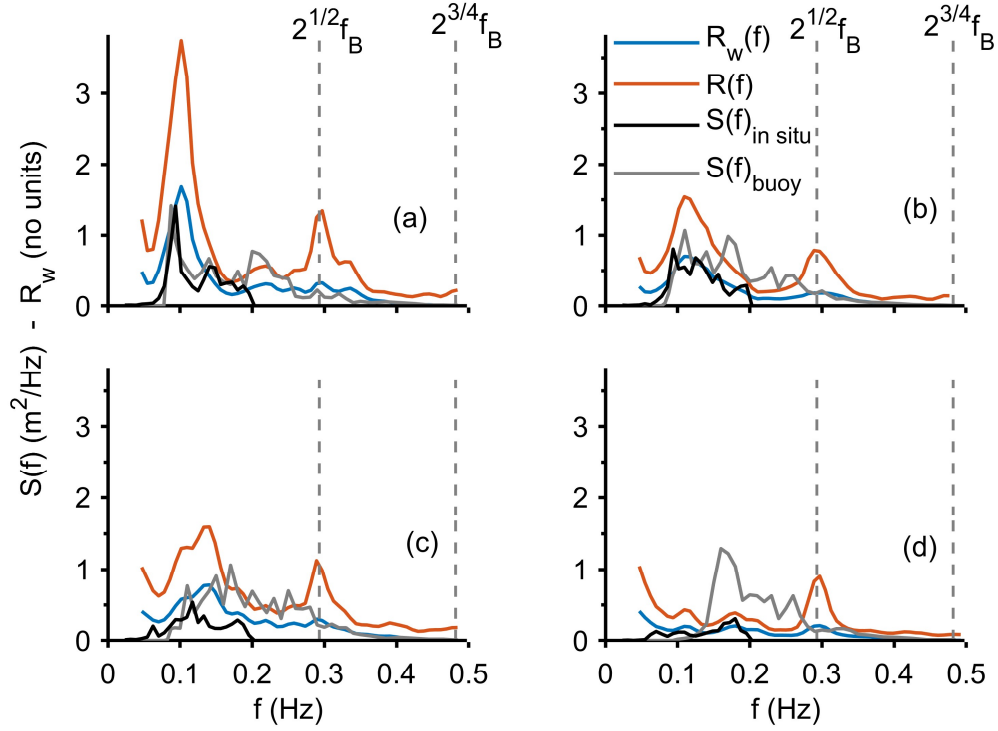 2^{1/2}f_B 2^{3/4}f_B 2^{1/2}f_B 2^{3/4}f_B
R_w(f)
R(f)
S(f)_{in situ}
S(f)_{buoy}
3
2
1
0
(a)
3
2
1
0
(b)
S(f) (m^2/Hz) - R_w (no units)
3
2
1
0
(c)
0 0.1 0.2 0.3 0.4 0.5
f (Hz)
3
2
1
0
(d)
0 0.1 0.2 0.3 0.4 0.5
f (Hz)